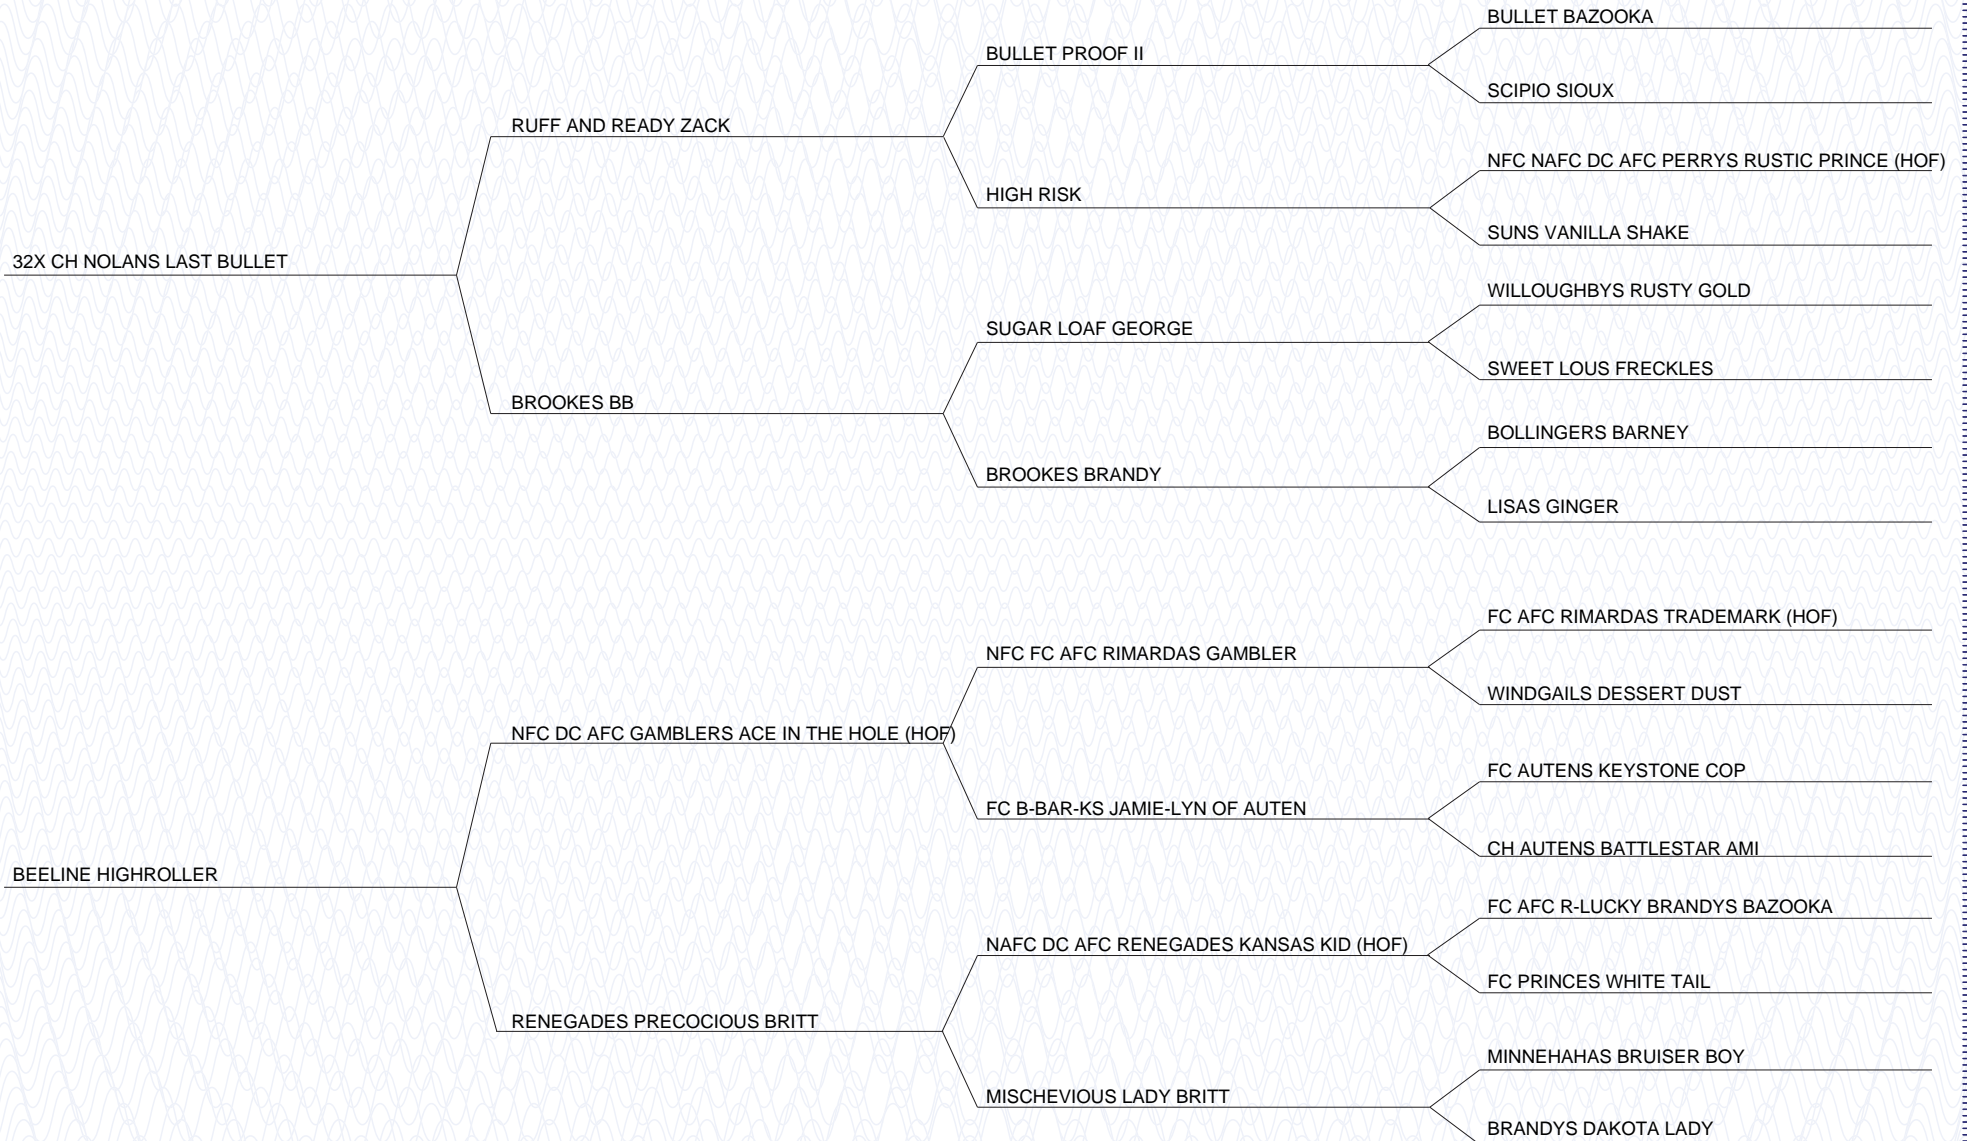 BULLET BAZOOKA
BULLET PROOF II
SCIPIO SIOUX
RUFF AND READY ZACK
NFC NAFC DC AFC PERRYS RUSTIC PRINCE (HOF)
HIGH RISK
SUNS VANILLA SHAKE
32X CH NOLANS LAST BULLET
WILLOUGHBYS RUSTY GOLD
SUGAR LOAF GEORGE
SWEET LOUS FRECKLES
BROOKES BB
BOLLINGERS BARNEY
BROOKES BRANDY
LISAS GINGER
FC AFC RIMARDAS TRADEMARK (HOF)
NFC FC AFC RIMARDAS GAMBLER
WINDGAILS DESSERT DUST
NFC DC AFC GAMBLERS ACE IN THE HOLE (HOF)
FC AUTENS KEYSTONE COP
FC B-BAR-KS JAMIE-LYN OF AUTEN
CH AUTENS BATTLESTAR AMI
BEELINE HIGHROLLER
FC AFC R-LUCKY BRANDYS BAZOOKA
NAFC DC AFC RENEGADES KANSAS KID (HOF)
FC PRINCES WHITE TAIL
RENEGADES PRECOCIOUS BRITT
MINNEHAHAS BRUISER BOY
MISCHEVIOUS LADY BRITT
BRANDYS DAKOTA LADY